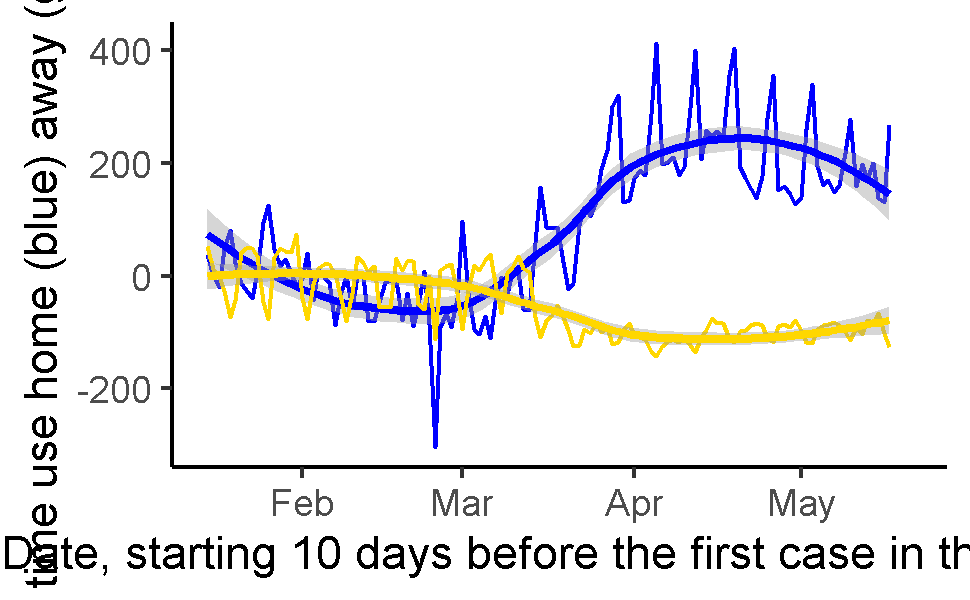 time use home (blue) away (
400
200
0
-200
Feb Mar Apr May
Date, starting 10 days before the first case in th